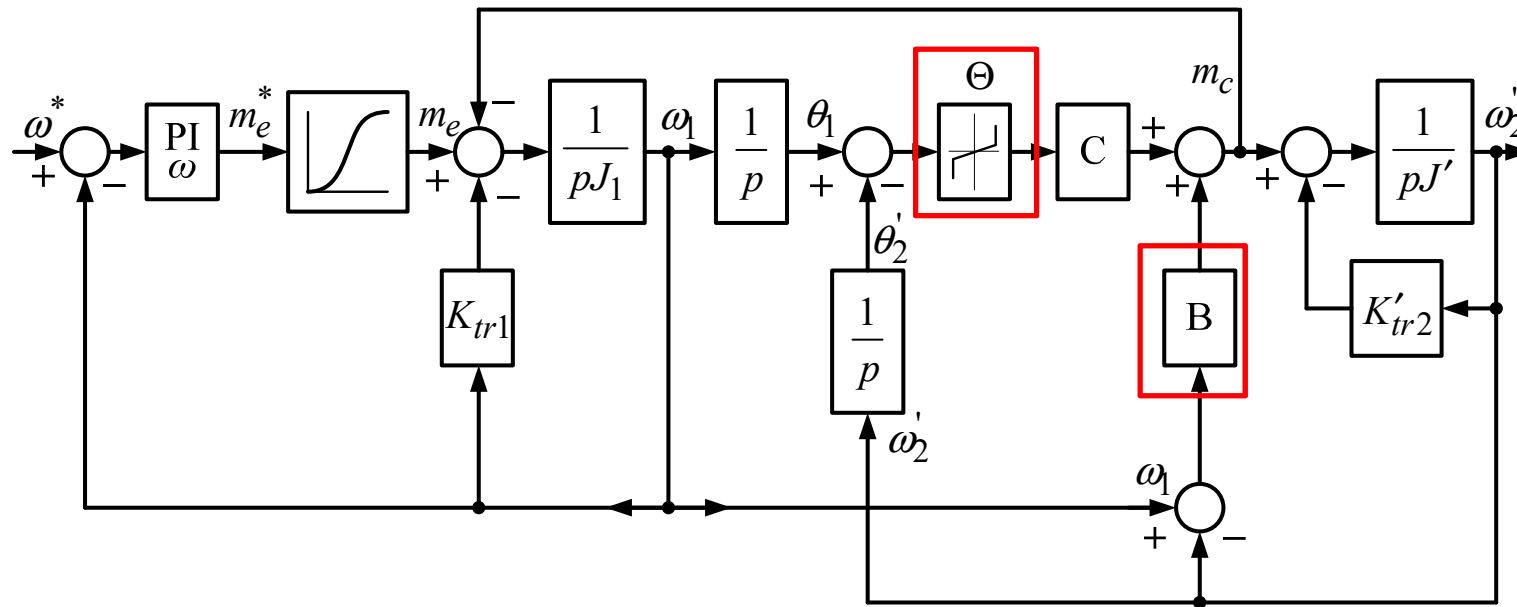 Θ
m_c
ω* + − PI ω m_e* m_e + − − 1/(pJ_1) ω_1 1/p θ_1 + − C + + + − 1/(pJ′) ω_2'
θ_2'
K_tr1 1/p B K′_tr2
ω_2'
ω_1 + −